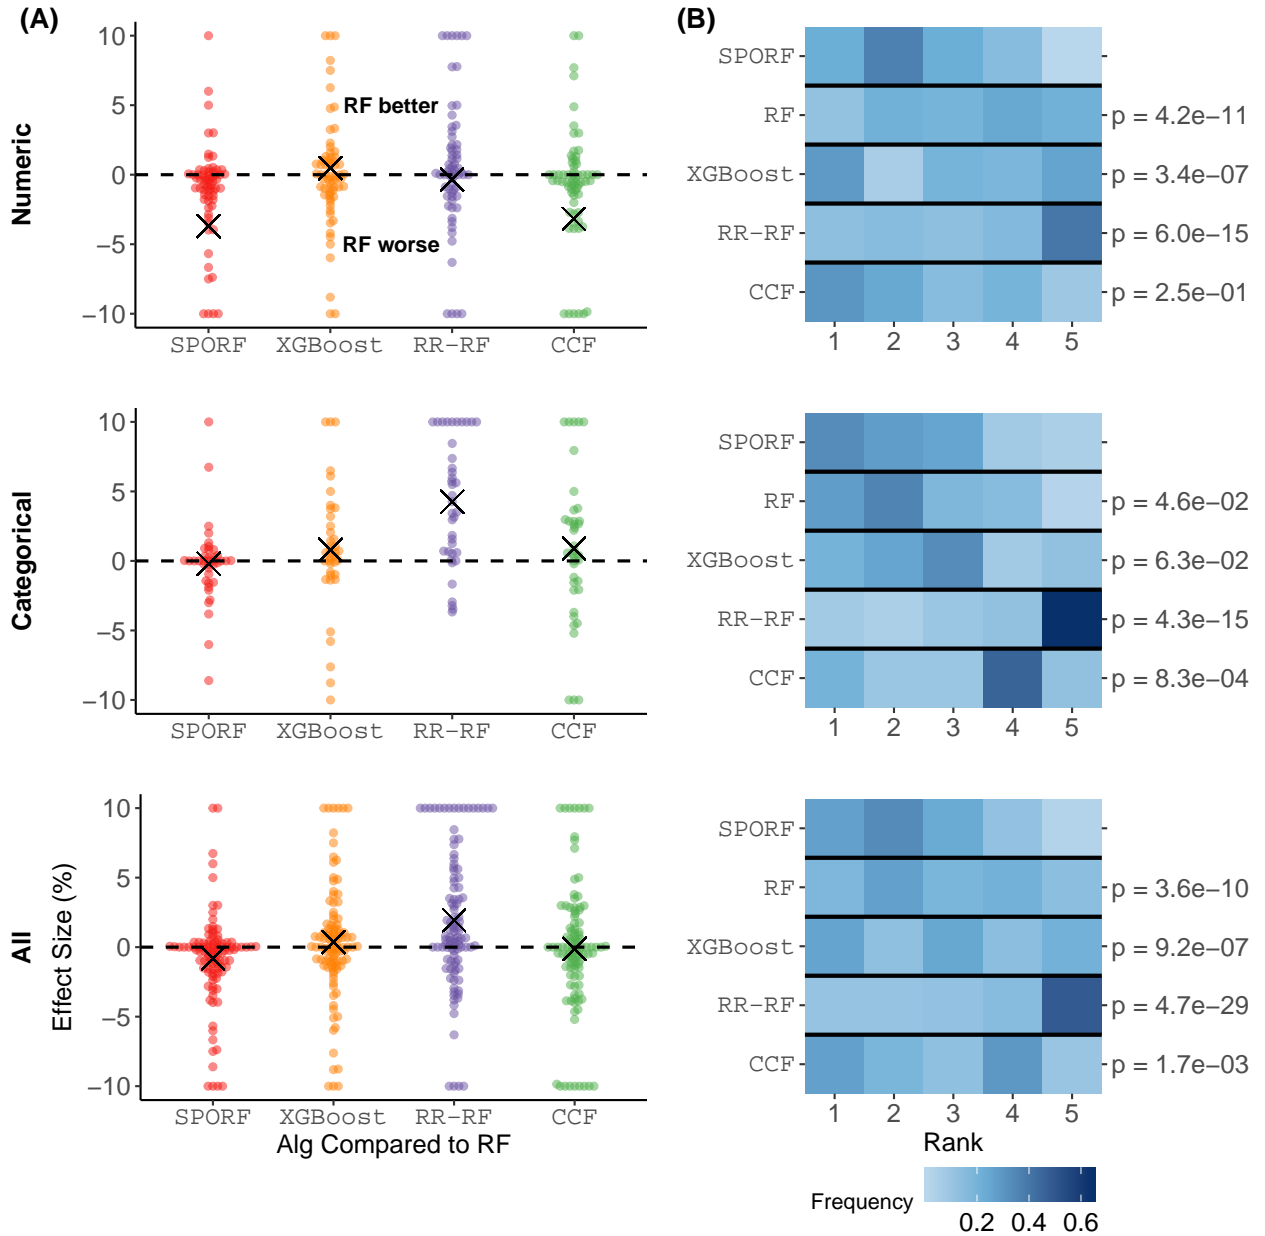 (A)
Numeric
10
5
0
−5
−10
RF better
RF worse
SPORF XGBoost RR−RF CCF
Categorical
10
5
0
−5
−10
SPORF XGBoost RR−RF CCF
All
Effect Size (%)
10
5
0
−5
−10
SPORF XGBoost RR−RF CCF
Alg Compared to RF
(B)
SPORF
RF p = 4.2e−11
XGBoost p = 3.4e−07
RR−RF p = 6.0e−15
CCF p = 2.5e−01
1 2 3 4 5
SPORF
RF p = 4.6e−02
XGBoost p = 6.3e−02
RR−RF p = 4.3e−15
CCF p = 8.3e−04
1 2 3 4 5
SPORF
RF p = 3.6e−10
XGBoost p = 9.2e−07
RR−RF p = 4.7e−29
CCF p = 1.7e−03
1 2 3 4 5
Rank
Frequency
0.2 0.4 0.6